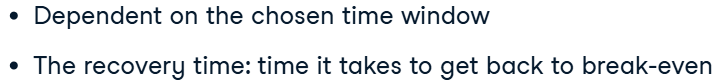 • Dependent on the chosen time window
• The recovery time: time it takes to get back to break-even